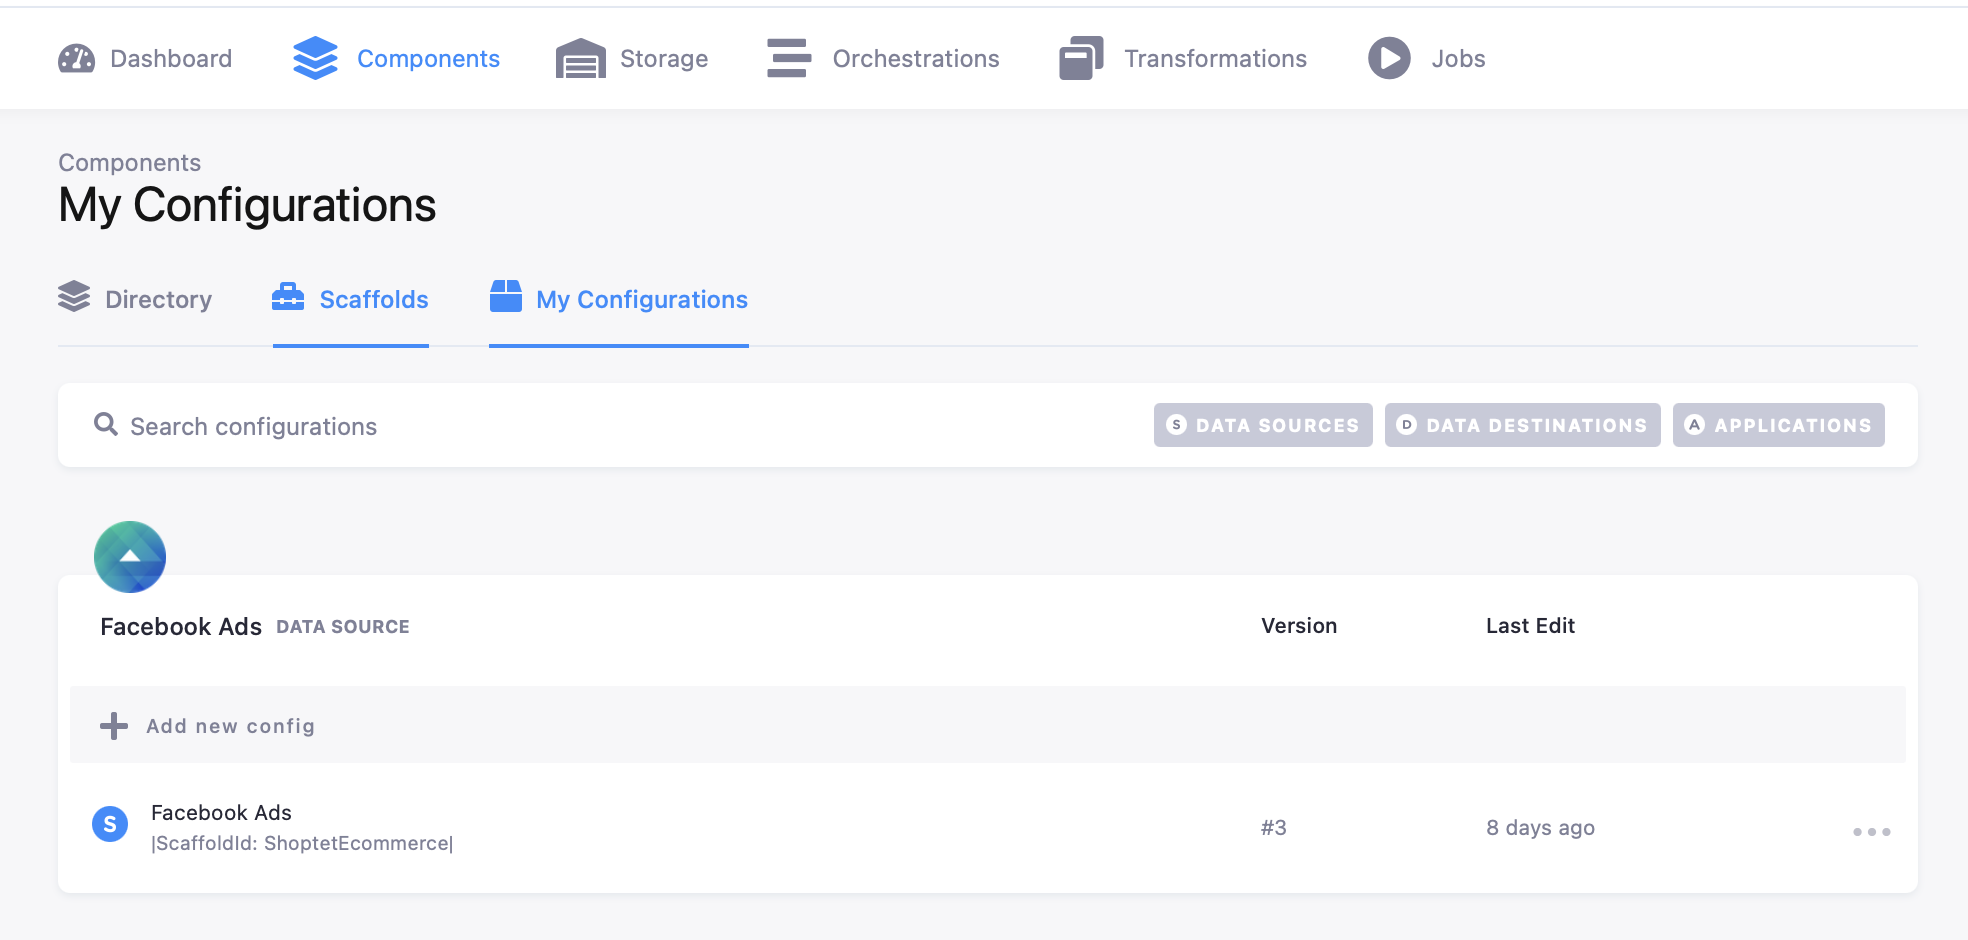 Dashboard Components Storage Orchestrations Transformations Jobs
Components
My Configurations
Directory Scaffolds My Configurations
Search configurations S DATA SOURCES D DATA DESTINATIONS A APPLICATIONS
Facebook Ads DATA SOURCE Version Last Edit
Add new config
S Facebook Ads #3 8 days ago
|ScaffoldId: ShoptetEcommerce|